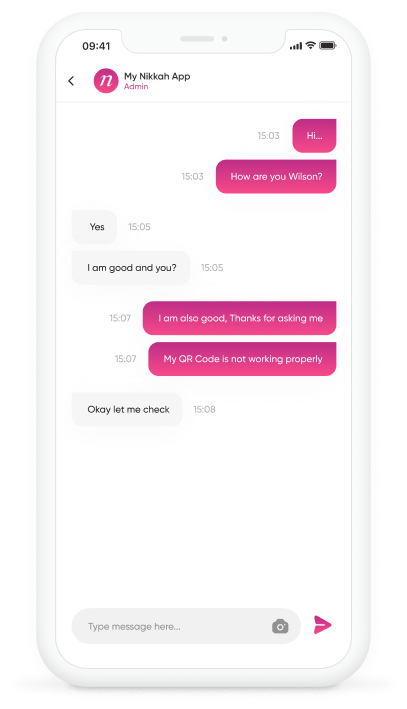 09:41
n
My Nikkah App
Admin
15:03 Hi...
15:03 How are you Wilson?
Yes 15:05
I am good and you? 15:05
15:07 I am also good, Thanks for asking me
15:07 My QR Code is not working properly
Okay let me check 15:08
Type message here...